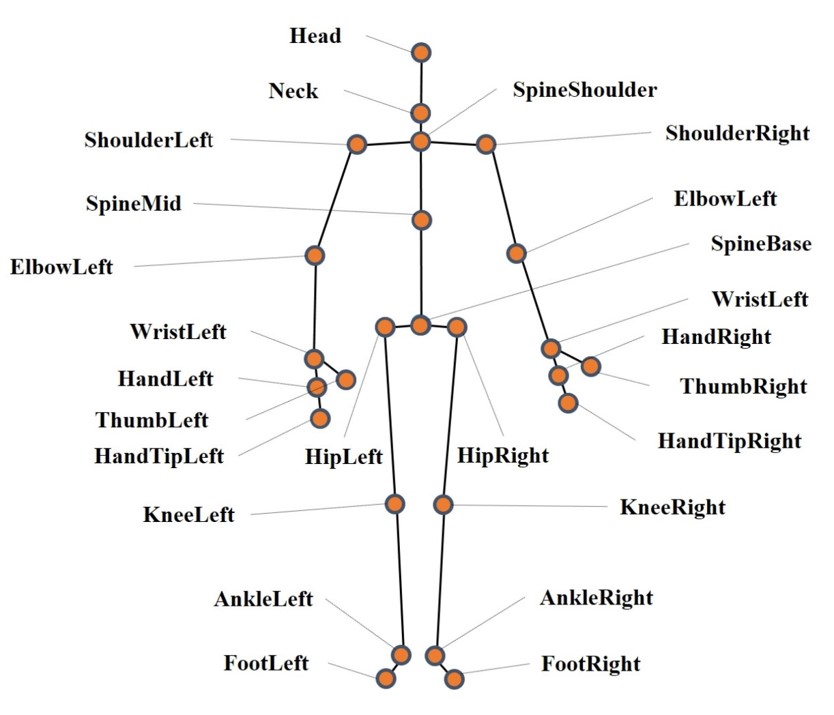 Head
Neck
SpineShoulder
ShoulderLeft
ShoulderRight
SpineMid
ElbowLeft
SpineBase
ElbowLeft
WristLeft
WristLeft
HandRight
HandLeft
ThumbRight
ThumbLeft
HandTipRight
HandTipLeft
HipLeft
HipRight
KneeLeft
KneeRight
AnkleLeft
AnkleRight
FootLeft
FootRight